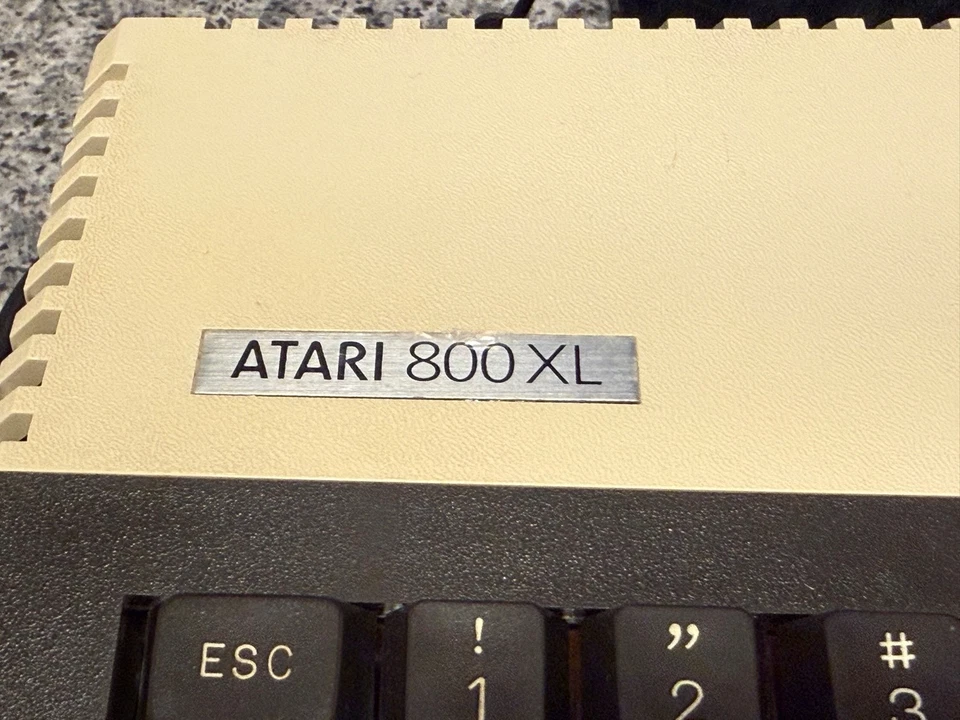 ATARI 800XL
ESC ! ” #
1 2 3